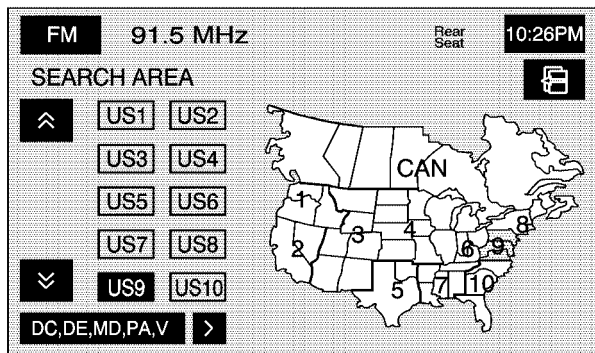 FM 91.5 MHz Rear Seat 10:26PM
SEARCH AREA
US1 US2
US3 US4
US5 US6
US7 US8
US9 US10
DC,DE,MD,PA,V >
CAN
1
2
3
4
5
6
7
8
9
10